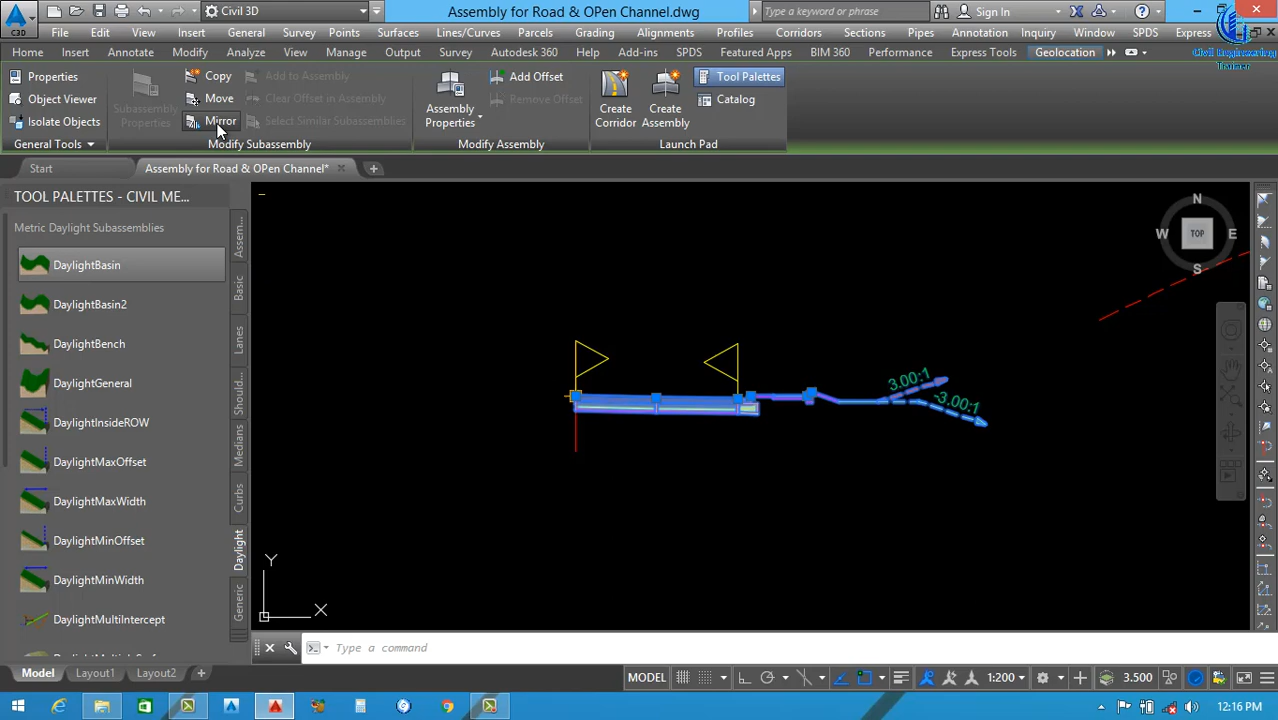 Civil 3D
Assembly for Road & OPen Channel.dwg
Type a keyword or phrase
Sign In
File Edit View Insert General Survey Points Surfaces Lines/Curves Parcels Grading Alignments Profiles Corridors Sections Pipes Annotation Inquiry Window Express
Home Insert Annotate Modify Analyze View Manage Output Survey Autodesk 360 Help Add-ins SPDS Featured Apps BIM 360 Performance Express Tools Geolocation
Civil Engineering
Trainer
Properties
Object Viewer
Isolate Objects
General Tools
Subassembly
Properties
Copy
Move
Mirror
Add to Assembly
Clear Offset in Assembly
Select Similar Subassemblies
Modify Subassembly
Assembly
Properties
Add Offset
Remove Offset
Modify Assembly
Create
Corridor
Create
Assembly
Tool Palettes
Catalog
Launch Pad
Start
Assembly for Road & OPen Channel.dwg*
TOOL PALETTES - CIVIL ME...
Metric Daylight Subassemblies
DaylightBasin
DaylightBasin2
DaylightBench
DaylightGeneral
DaylightInsideROW
DaylightMaxOffset
DaylightMaxWidth
DaylightMinOffset
DaylightMinWidth
DaylightMultiIntercept
Assem...
Basic
Lanes
Should...
Medians
Curbs
Daylight
Generic
3.00:1
-3.00:1
N
W
TOP
E
S
Y
X
Type a command
Model
Layout1
Layout2
MODEL
1:200
3.500
12:16 PM